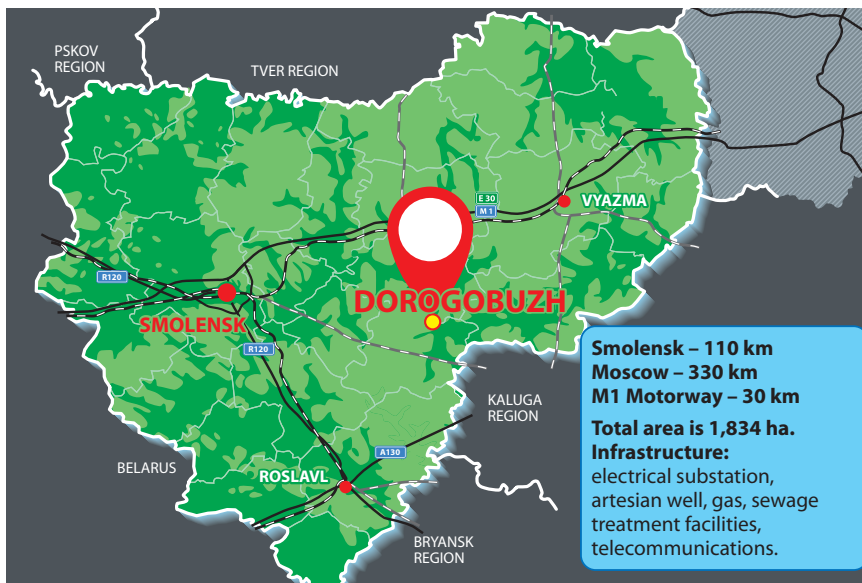 PSKOV
REGION
TVER REGION
E 30
M 1
VYAZMA
R120
DOROGOBUZH
SMOLENSK
R120
Smolensk – 110 km
Moscow – 330 km
M1 Motorway – 30 km
Total area is 1,834 ha.
Infrastructure:
electrical substation,
artesian well, gas, sewage
treatment facilities,
telecommunications.
KALUGA
REGION
A130
BELARUS
ROSLAVL
BRYANSK
REGION